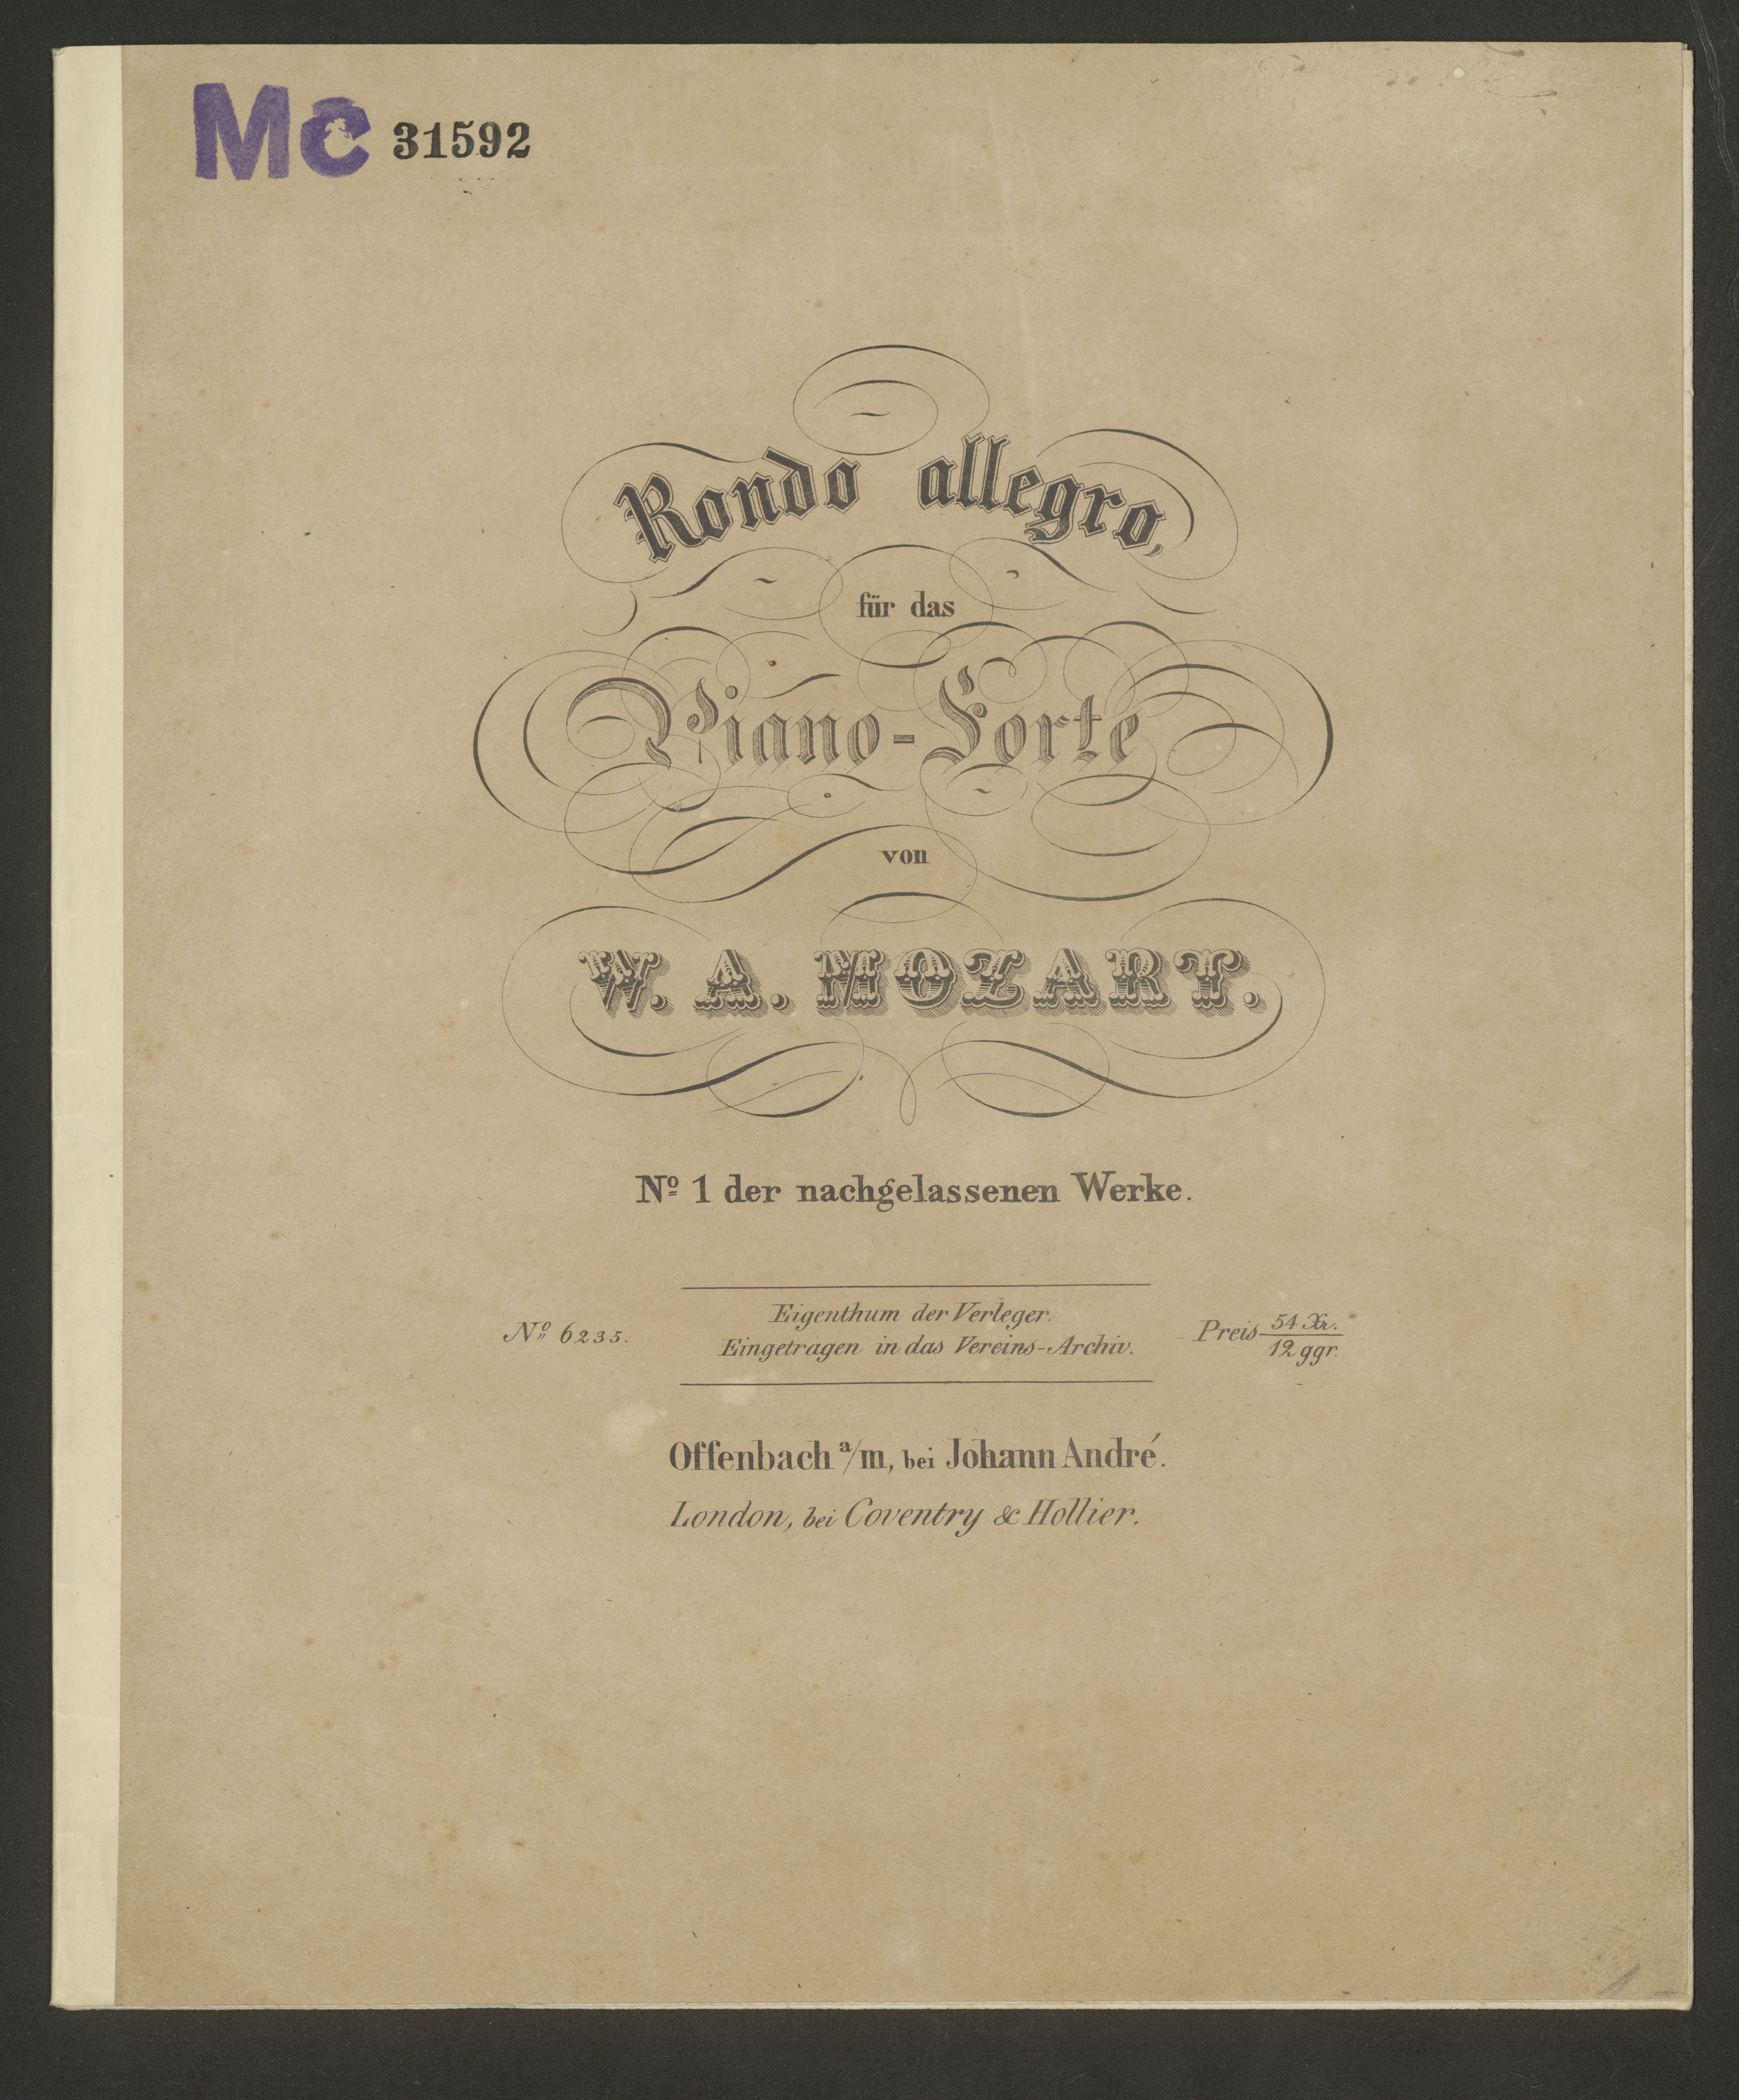 Mc 31592
Rondo allegro,
für das
Piano-Forte
von
W. A. MOZART.
Nº 1 der nachgelassenen Werke.
Nº 6235.
Eigenthum der Verleger.
Eingetragen in das Vereins-Archiv.
Preis 54 Xr.
12 ggr.
Offenbach a/m, bei Johann André.
London, bei Coventry & Hollier.